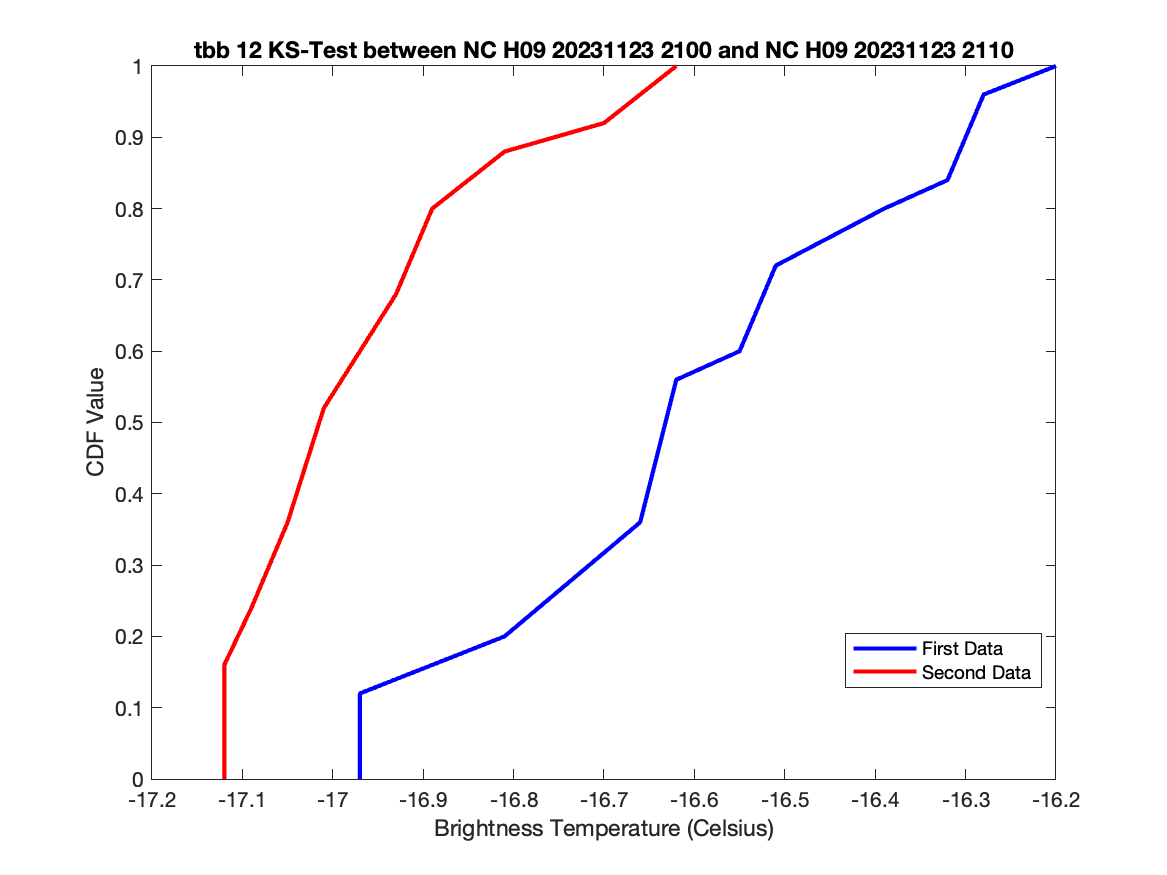 tbb 12 KS-Test between NC H09 20231123 2100 and NC H09 20231123 2110
1
0.9
0.8
0.7
0.6
0.5
0.4
0.3
0.2
0.1
0
CDF Value
First Data
Second Data
-17.2 -17.1 -17 -16.9 -16.8 -16.7 -16.6 -16.5 -16.4 -16.3 -16.2
Brightness Temperature (Celsius)